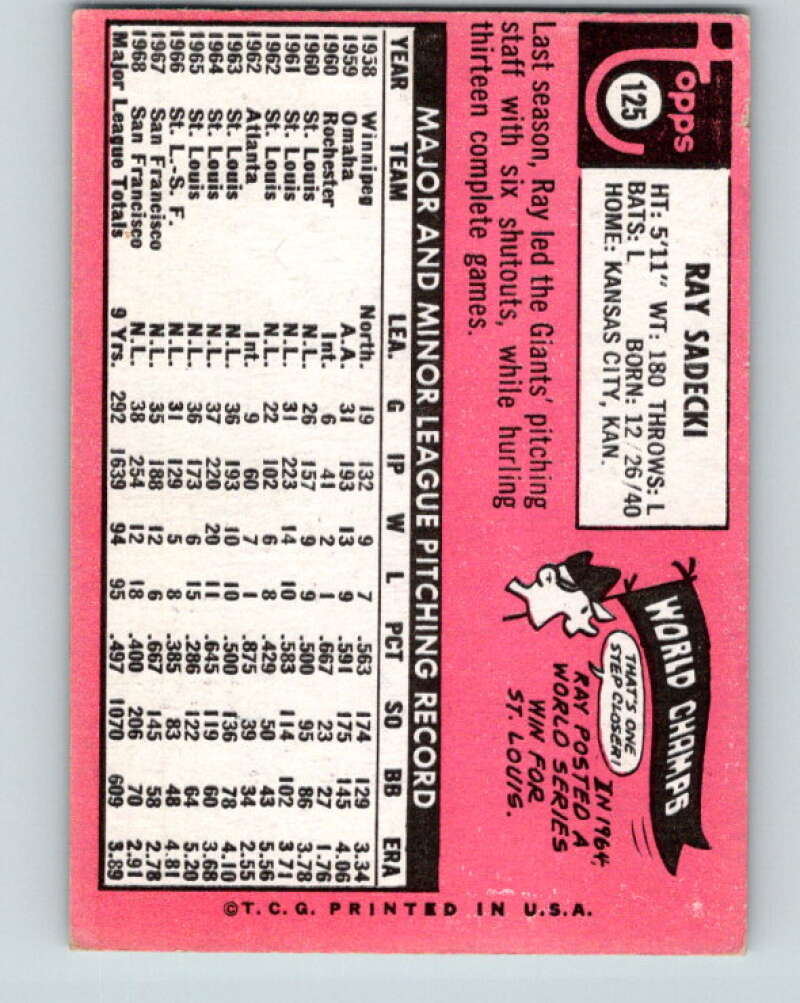 Topps
125
RAY SADECKI
HT: 5'11" WT: 180 THROWS: L
BATS: L BORN: 12/26/40
HOME: KANSAS CITY, KAN.
Last season, Ray led the Giants' pitching
staff with six shutouts, while hurling
thirteen complete games.
WORLD CHAMPS
THAT'S ONE
STEP CLOSER!
IN 1964,
RAY POSTED A
WORLD SERIES
WIN FOR
ST. LOUIS.
MAJOR AND MINOR LEAGUE PITCHING RECORD
YEAR TEAM LEA. G IP W L PCT SO BB ERA
1958 Winnipeg North. 19 132 9 7 .563 174 129 3.34
1959 Omaha A.A. 31 193 13 9 .591 175 145 4.06
1960 Rochester Int. 6 41 2 1 .667 23 27 1.76
1960 St. Louis N.L. 26 157 9 9 .500 95 86 3.78
1961 St. Louis N.L. 31 223 14 10 .583 114 102 3.71
1962 St. Louis N.L. 22 102 6 8 .429 50 43 5.56
1962 Atlanta Int. 9 60 7 1 .875 39 34 2.55
1963 St. Louis N.L. 36 193 10 10 .500 136 78 4.10
1964 St. Louis N.L. 37 220 20 11 .645 119 60 3.68
1965 St. Louis N.L. 36 173 6 15 .286 122 64 5.20
1966 St. L.-S. F. N.L. 31 129 5 8 .385 83 48 4.81
1967 San Francisco N.L. 35 188 12 6 .667 145 58 2.78
1968 San Francisco N.L. 38 254 12 18 .400 206 70 2.91
Major League Totals 9 Yrs. 292 1639 94 95 .497 1070 609 3.89
©T.C.G. PRINTED IN U.S.A.